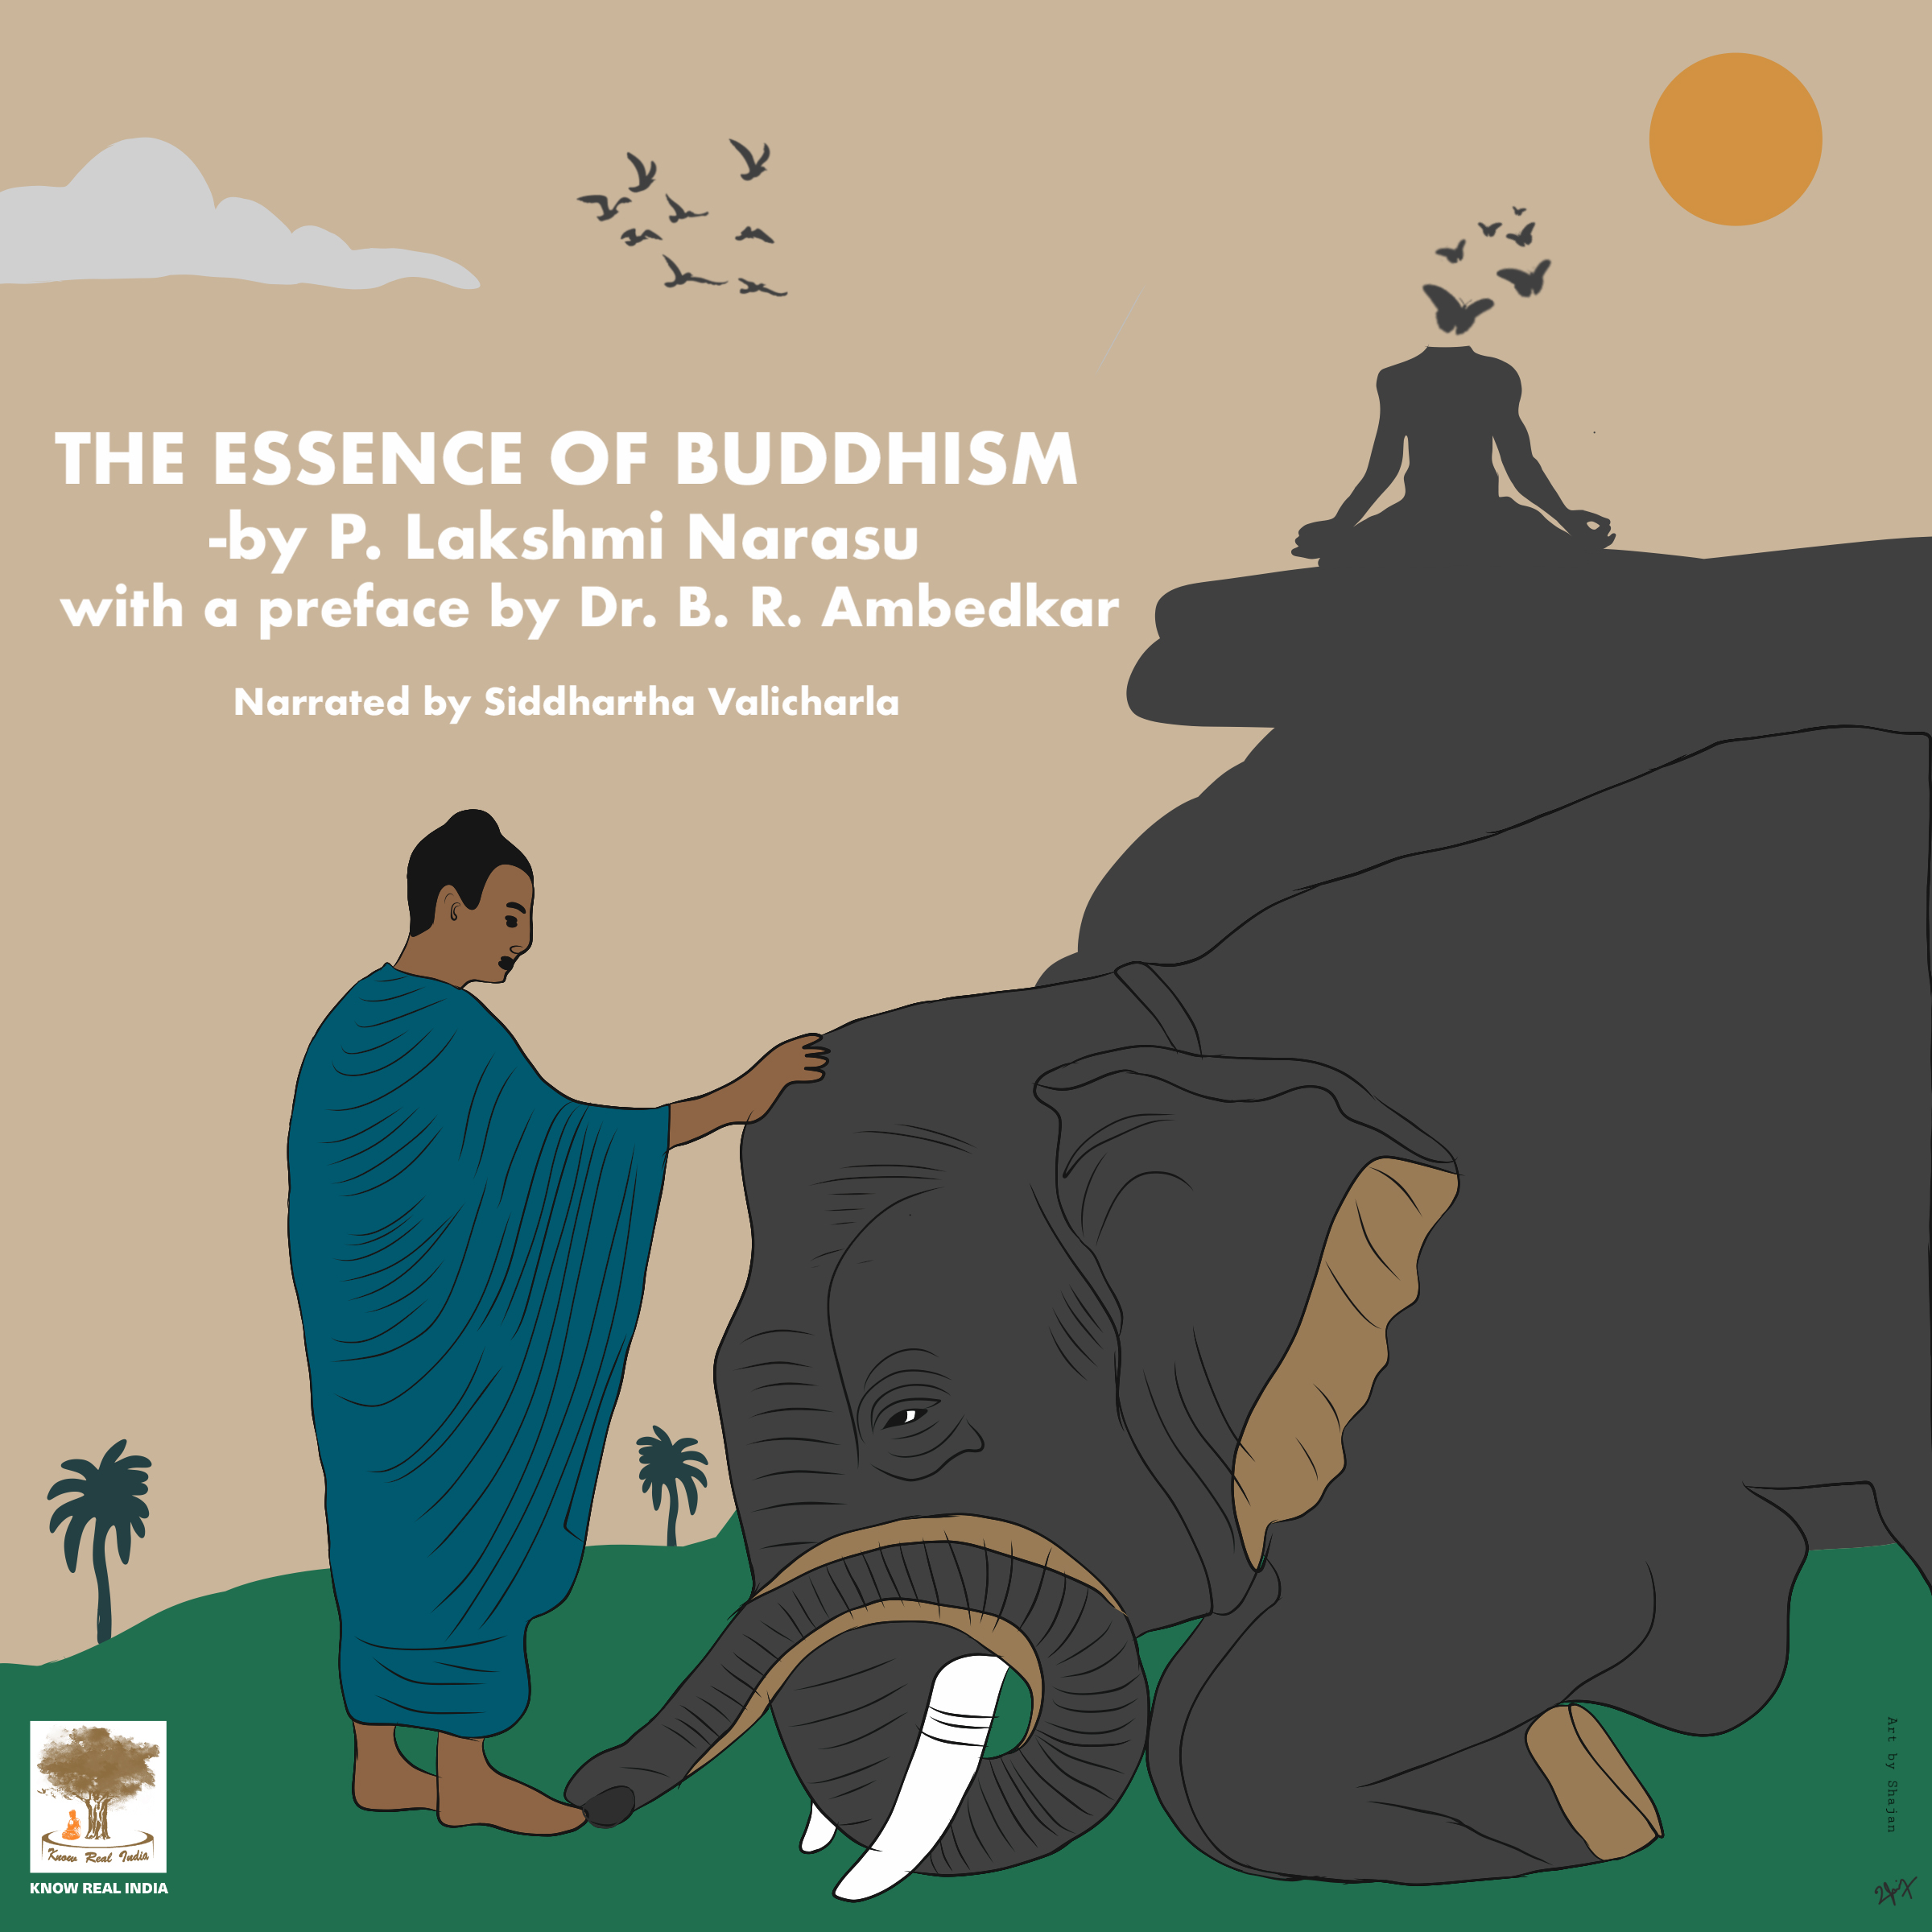 THE ESSENCE OF BUDDHISM
-by P. Lakshmi Narasu
with a preface by Dr. B. R. Ambedkar
Narrated by Siddhartha Valicharla
Know Real India
KNOW REAL INDIA
Art by Shajan